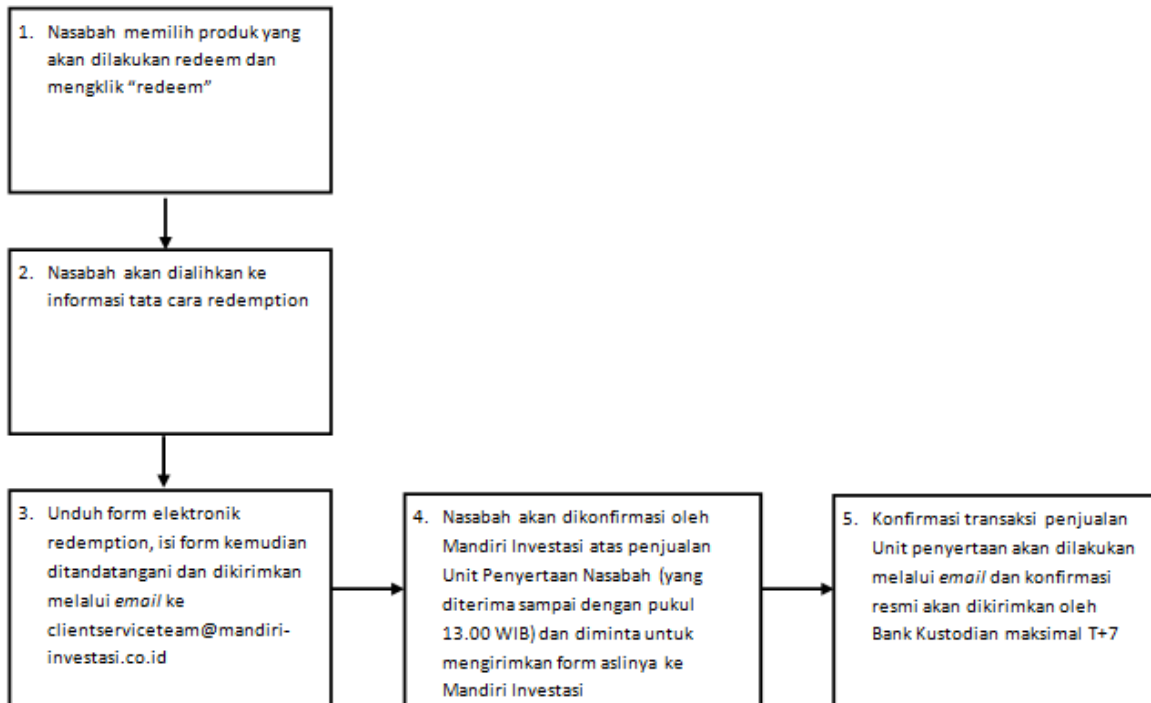 1. Nasabah memilih produk yang
akan dilakukan redeem dan
mengklik “redeem”
2. Nasabah akan dialihkan ke
informasi tata cara redemption
3. Unduh form elektronik
redemption, isi form kemudian
ditandatangani dan dikirimkan
melalui email ke
clientserviceteam@mandiri-
investasi.co.id
4. Nasabah akan dikonfirmasi oleh
Mandiri Investasi atas penjualan
Unit Penyertaan Nasabah (yang
diterima sampai dengan pukul
13.00 WIB) dan diminta untuk
mengirimkan form aslinya ke
Mandiri Investasi
5. Konfirmasi transaksi penjualan
Unit penyertaan akan dilakukan
melalui email dan konfirmasi
resmi akan dikirimkan oleh
Bank Kustodian maksimal T+7